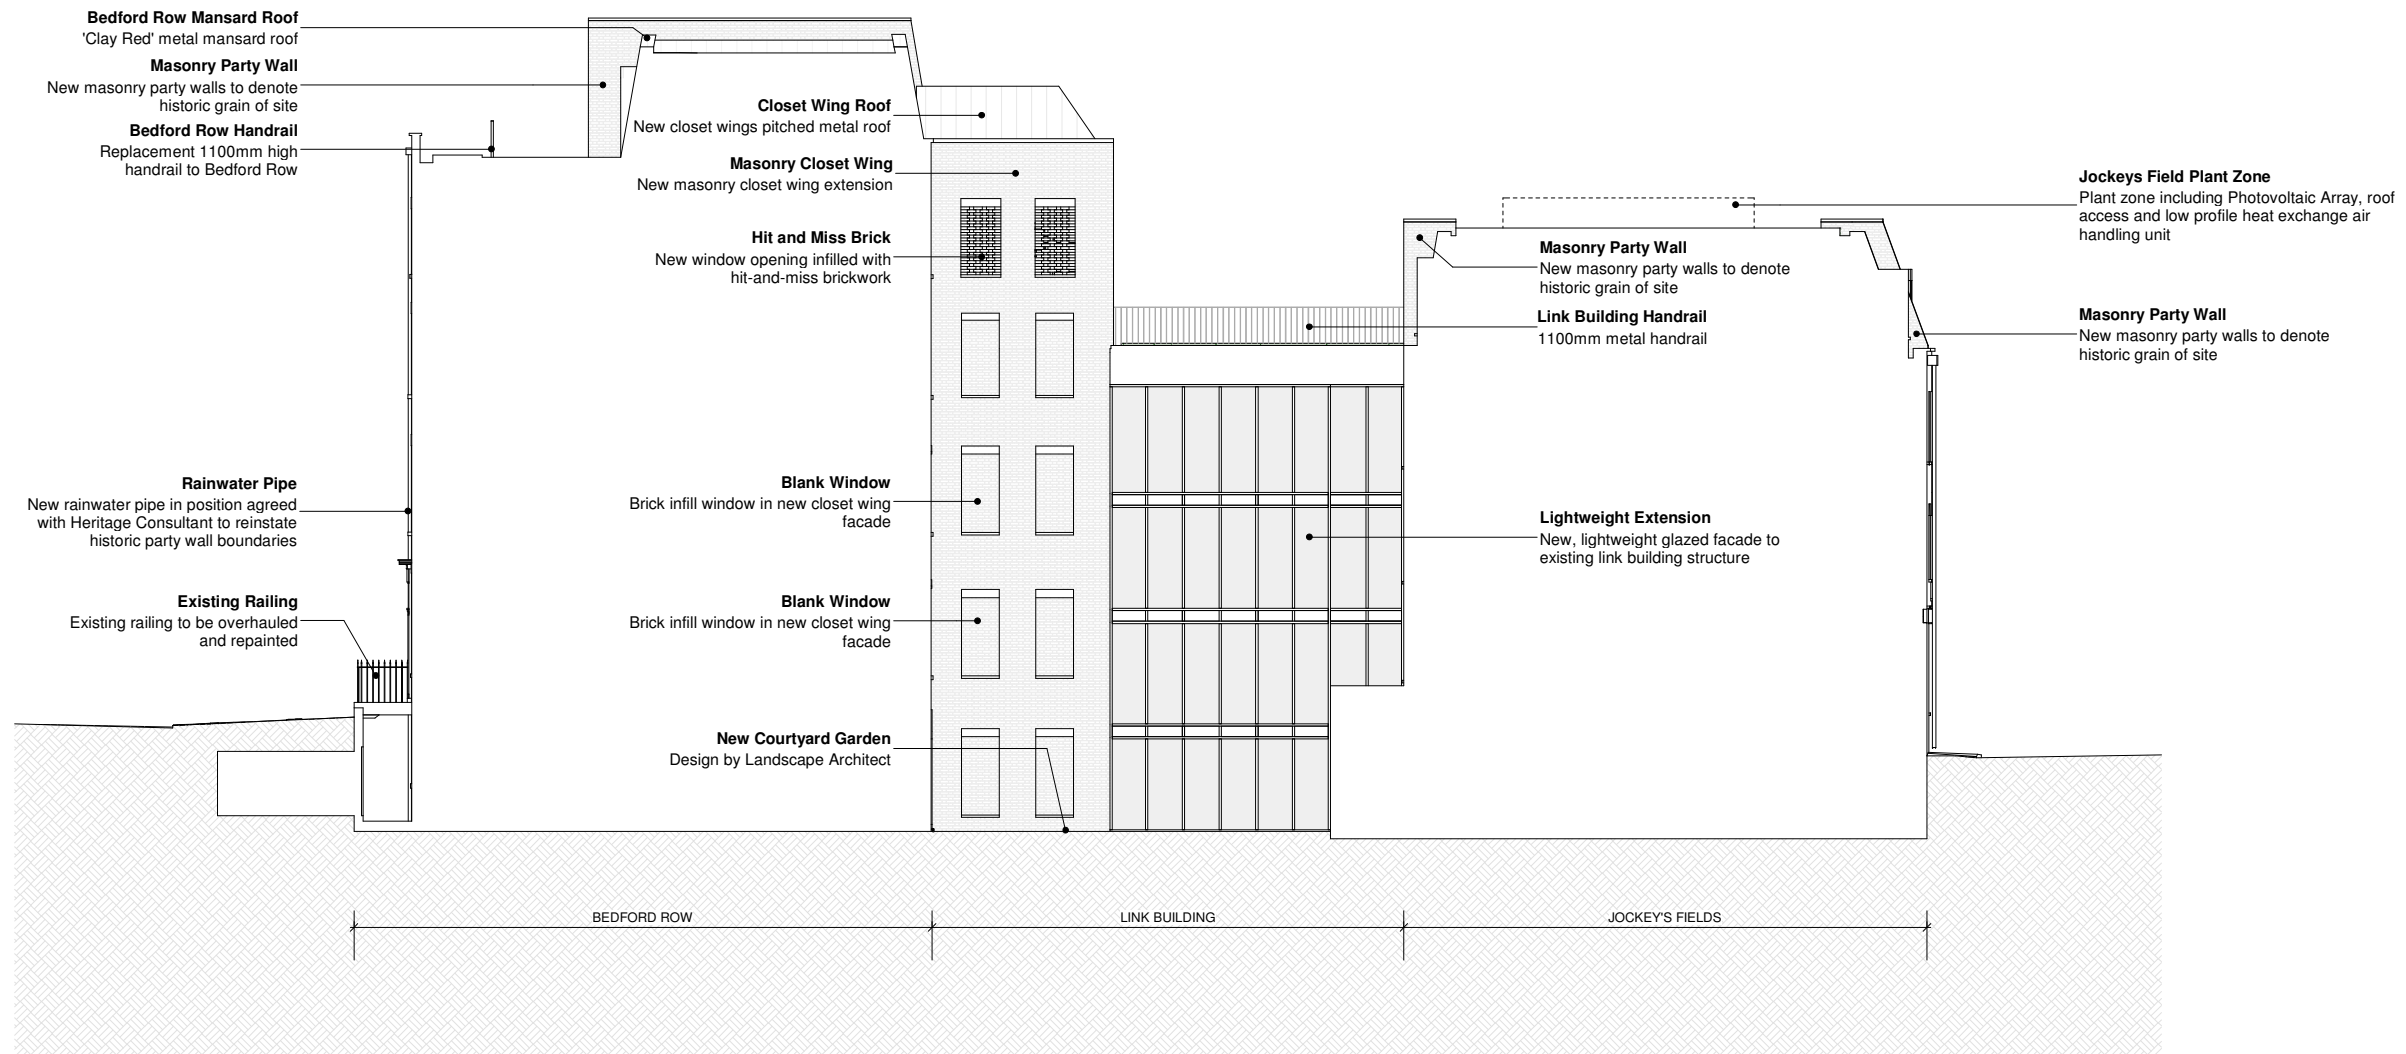 Bedford Row Mansard Roof
'Clay Red' metal mansard roof
Masonry Party Wall
New masonry party walls to denote
historic grain of site
Bedford Row Handrail
Replacement 1100mm high
handrail to Bedford Row
Rainwater Pipe
New rainwater pipe in position agreed
with Heritage Consultant to reinstate
historic party wall boundaries
Existing Railing
Existing railing to be overhauled
and repainted
Closet Wing Roof
New closet wings pitched metal roof
Masonry Closet Wing
New masonry closet wing extension
Hit and Miss Brick
New window opening infilled with
hit-and-miss brickwork
Blank Window
Brick infill window in new closet wing
facade
Blank Window
Brick infill window in new closet wing
facade
New Courtyard Garden
Design by Landscape Architect
Masonry Party Wall
New masonry party walls to denote
historic grain of site
Link Building Handrail
1100mm metal handrail
Lightweight Extension
New, lightweight glazed facade to
existing link building structure
Jockeys Field Plant Zone
Plant zone including Photovoltaic Array, roof
access and low profile heat exchange air
handling unit
Masonry Party Wall
New masonry party walls to denote
historic grain of site
BEDFORD ROW
LINK BUILDING
JOCKEY'S FIELDS